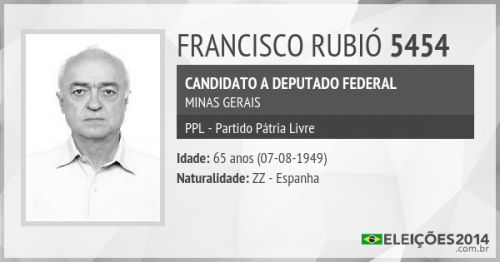 FRANCISCO RUBIÓ 5454
CANDIDATO A DEPUTADO FEDERAL
MINAS GERAIS
PPL - Partido Pátria Livre
Idade: 65 anos (07-08-1949)
Naturalidade: ZZ - Espanha
ELEIÇÕES2014
.com.br